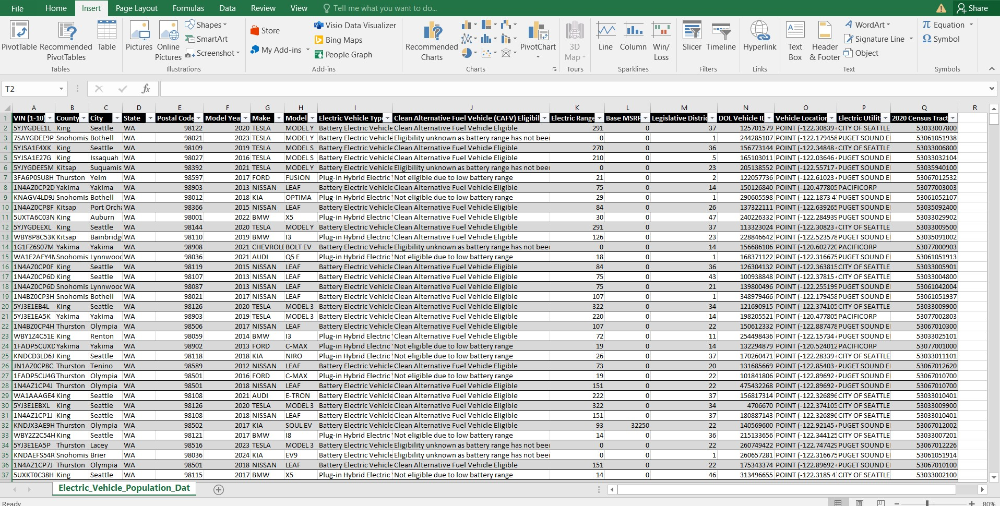 File Home Insert Page Layout Formulas Data Review View Tell me what you want to do... Share
PivotTable Recommended PivotTables Table Tables
Pictures Online Pictures Shapes SmartArt Screenshot Illustrations
Store My Add-ins Visio Data Visualizer Bing Maps People Graph Add-ins
Recommended Charts PivotChart Charts
3D Map Tours
Line Column Win/Loss Sparklines
Slicer Timeline Filters
Hyperlink Links
Text Box Header & Footer WordArt Signature Line Object Text
Equation Symbol Symbols
T2 fx
A B C D E F G H I J K L M N O P Q R
1 VIN (1-10) County City State Postal Code Model Yea Make Model Electric Vehicle Typ Clean Alternative Fuel Vehicle (CAFV) Eligibil Electric Range Base MSRP Legislative Distric DOL Vehicle ID Vehicle Location Electric Utilit 2020 Census Tract
2 5YJYGDEE1L King Seattle WA 98122 2020 TESLA MODEL Y Battery Electric Vehicle Clean Alternative Fuel Vehicle Eligible 291 0 37 125701579 POINT (-122.30839 CITY OF SEATTLE 53033007800
3 7SAYGDEE9P Snohomis Bothell WA 98021 2023 TESLA MODEL Y Battery Electric Vehicle Eligibility unknown as battery range has not bee 0 0 1 244285107 POINT (-122.179458 PUGET SOUND E 53061051938
4 5YJSA1E4XK King Seattle WA 98109 2019 TESLA MODEL S Battery Electric Vehicle Clean Alternative Fuel Vehicle Eligible 270 0 36 156773144 POINT (-122.34848 CITY OF SEATTLE 53033006800
5 5YJSA1E27G King Issaquah WA 98027 2016 TESLA MODEL S Battery Electric Vehicle Clean Alternative Fuel Vehicle Eligible 210 0 5 165103011 POINT (-122.03646 PUGET SOUND E 53033032104
6 5YJYGDEE5M Kitsap Suquamis WA 98392 2021 TESLA MODEL Y Battery Electric Vehicle Eligibility unknown as battery range has not bee 0 0 23 205138552 POINT (-122.55717 PUGET SOUND E 53035940100
7 3FA6P0SU8H Thurston Yelm WA 98597 2017 FORD FUSION Plug-in Hybrid Electric Not eligible due to low battery range 21 0 2 122057736 POINT (-122.61023 PUGET SOUND E 53067012532
8 1N4AZ0CP2D Yakima Yakima WA 98903 2013 NISSAN LEAF Battery Electric Vehicle Clean Alternative Fuel Vehicle Eligible 75 0 14 150126840 POINT (-120.477805 PACIFICORP 53077003003
9 KNAGV4LD9J Snohomis Bothell WA 98012 2018 KIA OPTIMA Plug-in Hybrid Electric Not eligible due to low battery range 29 0 1 290605598 POINT (-122.1873 4 PUGET SOUND E 53061052107
10 1N4AZ0CP8F Kitsap Port Orch WA 98366 2015 NISSAN LEAF Battery Electric Vehicle Clean Alternative Fuel Vehicle Eligible 84 0 26 137322111 POINT (-122.639265 PUGET SOUND E 53035092400
11 5UXTA6C03N King Auburn WA 98001 2022 BMW X5 Plug-in Hybrid Electric Clean Alternative Fuel Vehicle Eligible 30 0 47 240226332 POINT (-122.284939 PUGET SOUND E 53033029902
12 5YJYGDEEXL King Seattle WA 98144 2020 TESLA MODEL Y Battery Electric Vehicle Clean Alternative Fuel Vehicle Eligible 291 0 37 113323024 POINT (-122.30823 CITY OF SEATTLE 53033009500
13 WBY8P8C53K Kitsap Bainbridg WA 98110 2019 BMW I3 Plug-in Hybrid Electric Clean Alternative Fuel Vehicle Eligible 126 0 23 228846642 POINT (-122.523578 PUGET SOUND E 53035091002
14 1G1FZ6S07M Yakima Yakima WA 98908 2021 CHEVROLE BOLT EV Battery Electric Vehicle Eligibility unknown as battery range has not bee 0 0 14 156686106 POINT (-120.602720 PACIFICORP 53077000903
15 WA1E2AFY4M Snohomis Lynnwood WA 98036 2021 AUDI Q5 E Plug-in Hybrid Electric Not eligible due to low battery range 18 0 1 168371122 POINT (-122.316675 PUGET SOUND E 53061051913
16 1N4AZ0CP0F King Seattle WA 98119 2015 NISSAN LEAF Battery Electric Vehicle Clean Alternative Fuel Vehicle Eligible 84 0 36 126304132 POINT (-122.363815 CITY OF SEATTLE 53033005901
17 1N4AZ0CP6D King Seattle WA 98107 2013 NISSAN LEAF Battery Electric Vehicle Clean Alternative Fuel Vehicle Eligible 75 0 43 100938848 POINT (-122.37815 CITY OF SEATTLE 53033004800
18 1N4AZ0CP6D Snohomis Lynnwood WA 98087 2013 NISSAN LEAF Battery Electric Vehicle Clean Alternative Fuel Vehicle Eligible 75 0 21 139800496 POINT (-122.255199 PUGET SOUND E 53061042004
19 1N4BZ0CP3H Snohomis Bothell WA 98021 2017 NISSAN LEAF Battery Electric Vehicle Clean Alternative Fuel Vehicle Eligible 107 0 1 348979466 POINT (-122.179458 PUGET SOUND E 53061051937
20 5YJ3E1EB4L King Seattle WA 98126 2020 TESLA MODEL 3 Battery Electric Vehicle Clean Alternative Fuel Vehicle Eligible 322 0 34 121690915 POINT (-122.374105 CITY OF SEATTLE 53033009900
21 5YJ3E1EA5K Yakima Yakima WA 98903 2019 TESLA MODEL 3 Battery Electric Vehicle Clean Alternative Fuel Vehicle Eligible 220 0 14 198205521 POINT (-120.477805 PACIFICORP 53077002803
22 1N4BZ0CP4H Thurston Olympia WA 98506 2017 NISSAN LEAF Battery Electric Vehicle Clean Alternative Fuel Vehicle Eligible 107 0 22 150612332 POINT (-122.887478 PUGET SOUND E 53067010300
23 WBY1Z4C51E King Renton WA 98059 2014 BMW I3 Plug-in Hybrid Electric Clean Alternative Fuel Vehicle Eligible 72 0 11 254498436 POINT (-122.15734 PUGET SOUND E 53033025101
24 1FADP5CUXD Yakima Yakima WA 98902 2013 FORD C-MAX Plug-in Hybrid Electric Not eligible due to low battery range 19 0 14 132294879 POINT (-120.524012 PACIFICORP 53077001000
25 KNDCD3LD6J King Seattle WA 98118 2018 KIA NIRO Plug-in Hybrid Electric Not eligible due to low battery range 26 0 37 170260471 POINT (-122.28339 CITY OF SEATTLE 53033011101
26 JN1AZ0CP8C Thurston Tenino WA 98589 2012 NISSAN LEAF Battery Electric Vehicle Clean Alternative Fuel Vehicle Eligible 73 0 20 131685669 POINT (-122.85403 PUGET SOUND E 53067012620
27 1FADP5CU4G Thurston Olympia WA 98501 2016 FORD C-MAX Plug-in Hybrid Electric Not eligible due to low battery range 19 0 22 101841806 POINT (-122.89692 PUGET SOUND E 53067010700
28 1N4AZ1CP4J Thurston Olympia WA 98501 2018 NISSAN LEAF Battery Electric Vehicle Clean Alternative Fuel Vehicle Eligible 151 0 22 475432268 POINT (-122.89692 PUGET SOUND E 53067010700
29 WA1AAAGE4 King Seattle WA 98108 2021 AUDI E-TRON Battery Electric Vehicle Clean Alternative Fuel Vehicle Eligible 222 0 37 156817314 POINT (-122.326896 CITY OF SEATTLE 53033010401
30 5YJ3E1EBXL King Seattle WA 98126 2020 TESLA MODEL 3 Battery Electric Vehicle Clean Alternative Fuel Vehicle Eligible 322 0 34 4706670 POINT (-122.374105 CITY OF SEATTLE 53033009900
31 1N4AZ1CP1J King Seattle WA 98108 2018 NISSAN LEAF Battery Electric Vehicle Clean Alternative Fuel Vehicle Eligible 151 0 37 180887143 POINT (-122.326896 CITY OF SEATTLE 53033010401
32 KNDJX3AE9H Thurston Olympia WA 98502 2017 KIA SOUL EV Battery Electric Vehicle Clean Alternative Fuel Vehicle Eligible 93 32250 22 140569600 POINT (-122.92145 PUGET SOUND E 53067012002
33 WBY2Z2C54H King Seattle WA 98121 2017 BMW I8 Plug-in Hybrid Electric Not eligible due to low battery range 14 0 36 215133656 POINT (-122.344125 CITY OF SEATTLE 53033007201
34 5YJ3E1EA5P Thurston Lacey WA 98516 2023 TESLA MODEL 3 Battery Electric Vehicle Eligibility unknown as battery range has not bee 0 0 22 260749422 POINT (-122.747425 PUGET SOUND E 53067012226
35 KNDAEFS54R Snohomis Brier WA 98036 2024 KIA EV9 Battery Electric Vehicle Eligibility unknown as battery range has not bee 0 0 1 260657281 POINT (-122.316675 PUGET SOUND E 53061051914
36 1N4AZ1CP7J Thurston Olympia WA 98501 2018 NISSAN LEAF Battery Electric Vehicle Clean Alternative Fuel Vehicle Eligible 151 0 22 175343374 POINT (-122.89692 PUGET SOUND E 53067010100
37 5UXKT0C38H King Seattle WA 98115 2017 BMW X5 Plug-in Hybrid Electric Not eligible due to low battery range 14 0 46 313496655 POINT (-122.3185 4 CITY OF SEATTLE 53033002100
Electric_Vehicle_Population_Dat
Ready 80%